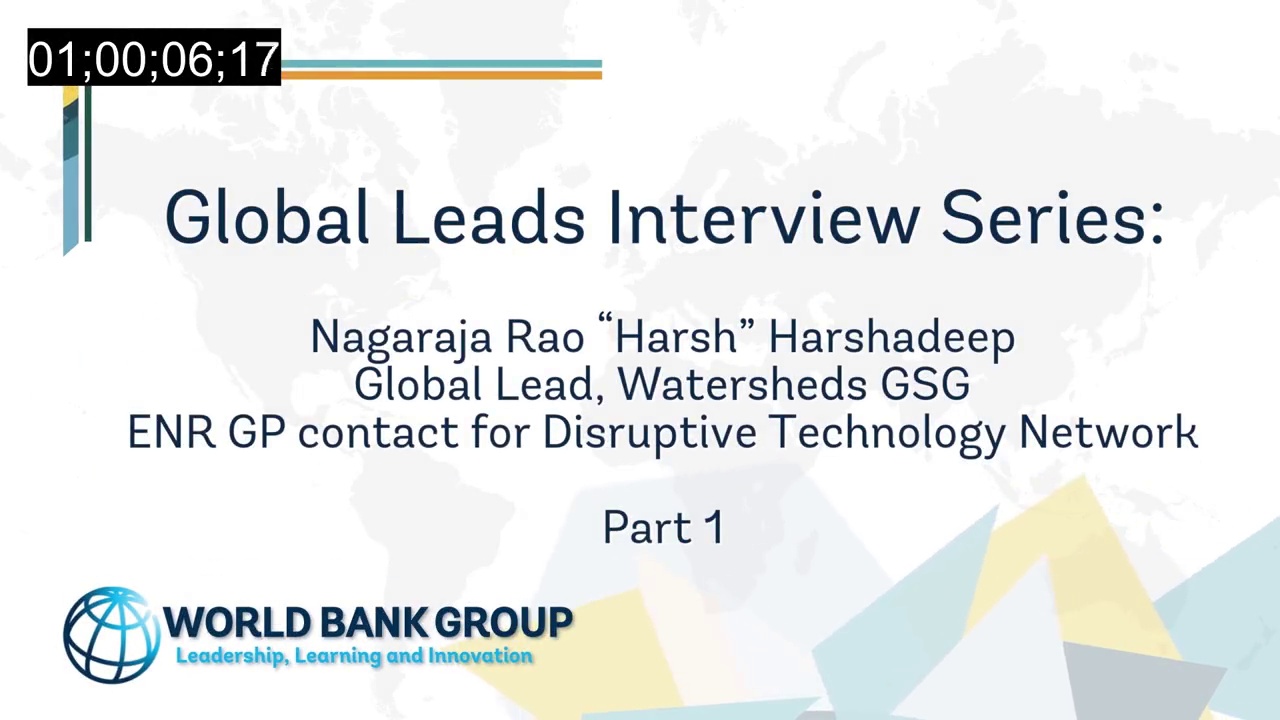 01;00;06;17
Global Leads Interview Series:
Nagaraja Rao “Harsh” Harshadeep
Global Lead, Watersheds GSG
ENR GP contact for Disruptive Technology Network
Part 1
WORLD BANK GROUP
Leadership, Learning and Innovation